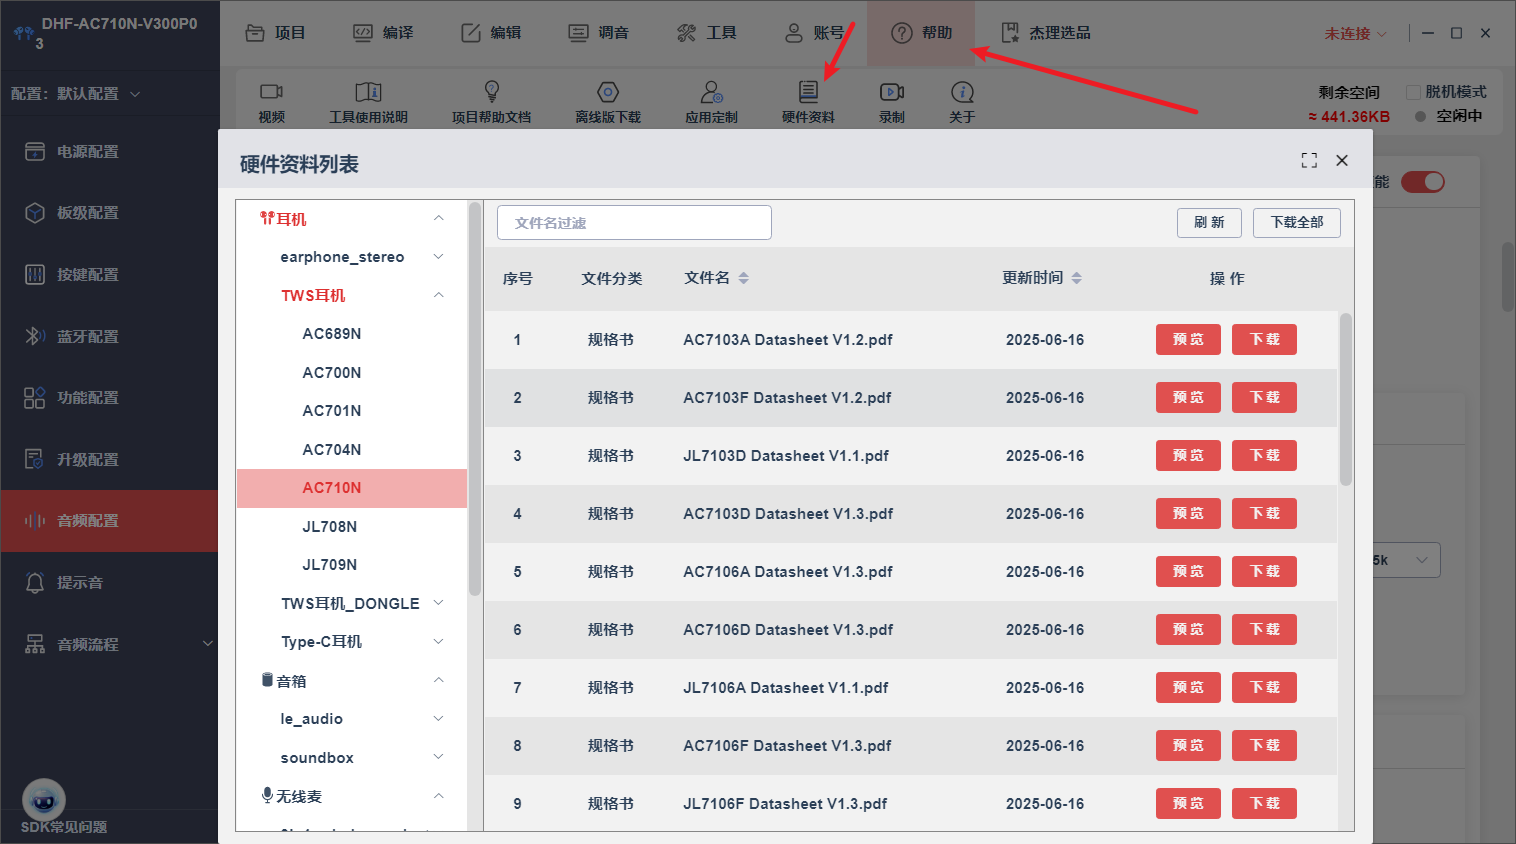 DHF-AC710N-V300P0
3
项目
编译
编辑
调音
工具
账号
帮助
杰理选品
未连接
配置：默认配置
视频
工具使用说明
项目帮助文档
离线版下载
应用定制
硬件资料
录制
关于
剩余空间
≈ 441.36KB
脱机模式
空闲中
电源配置
板级配置
按键配置
蓝牙配置
功能配置
升级配置
音频配置
提示音
音频流程
SDK常见问题
硬件资料列表
耳机
earphone_stereo
TWS耳机
AC689N
AC700N
AC701N
AC704N
AC710N
JL708N
JL709N
TWS耳机_DONGLE
Type-C耳机
音箱
le_audio
soundbox
无线麦
文件名过滤
刷 新
下载全部
序号 文件分类 文件名 更新时间 操 作
1 规格书 AC7103A Datasheet V1.2.pdf 2025-06-16 预 览 下 载
2 规格书 AC7103F Datasheet V1.2.pdf 2025-06-16 预 览 下 载
3 规格书 JL7103D Datasheet V1.1.pdf 2025-06-16 预 览 下 载
4 规格书 AC7103D Datasheet V1.3.pdf 2025-06-16 预 览 下 载
5 规格书 AC7106A Datasheet V1.3.pdf 2025-06-16 预 览 下 载
6 规格书 AC7106D Datasheet V1.3.pdf 2025-06-16 预 览 下 载
7 规格书 JL7106A Datasheet V1.1.pdf 2025-06-16 预 览 下 载
8 规格书 AC7106F Datasheet V1.3.pdf 2025-06-16 预 览 下 载
9 规格书 JL7106F Datasheet V1.3.pdf 2025-06-16 预 览 下 载
能
5k